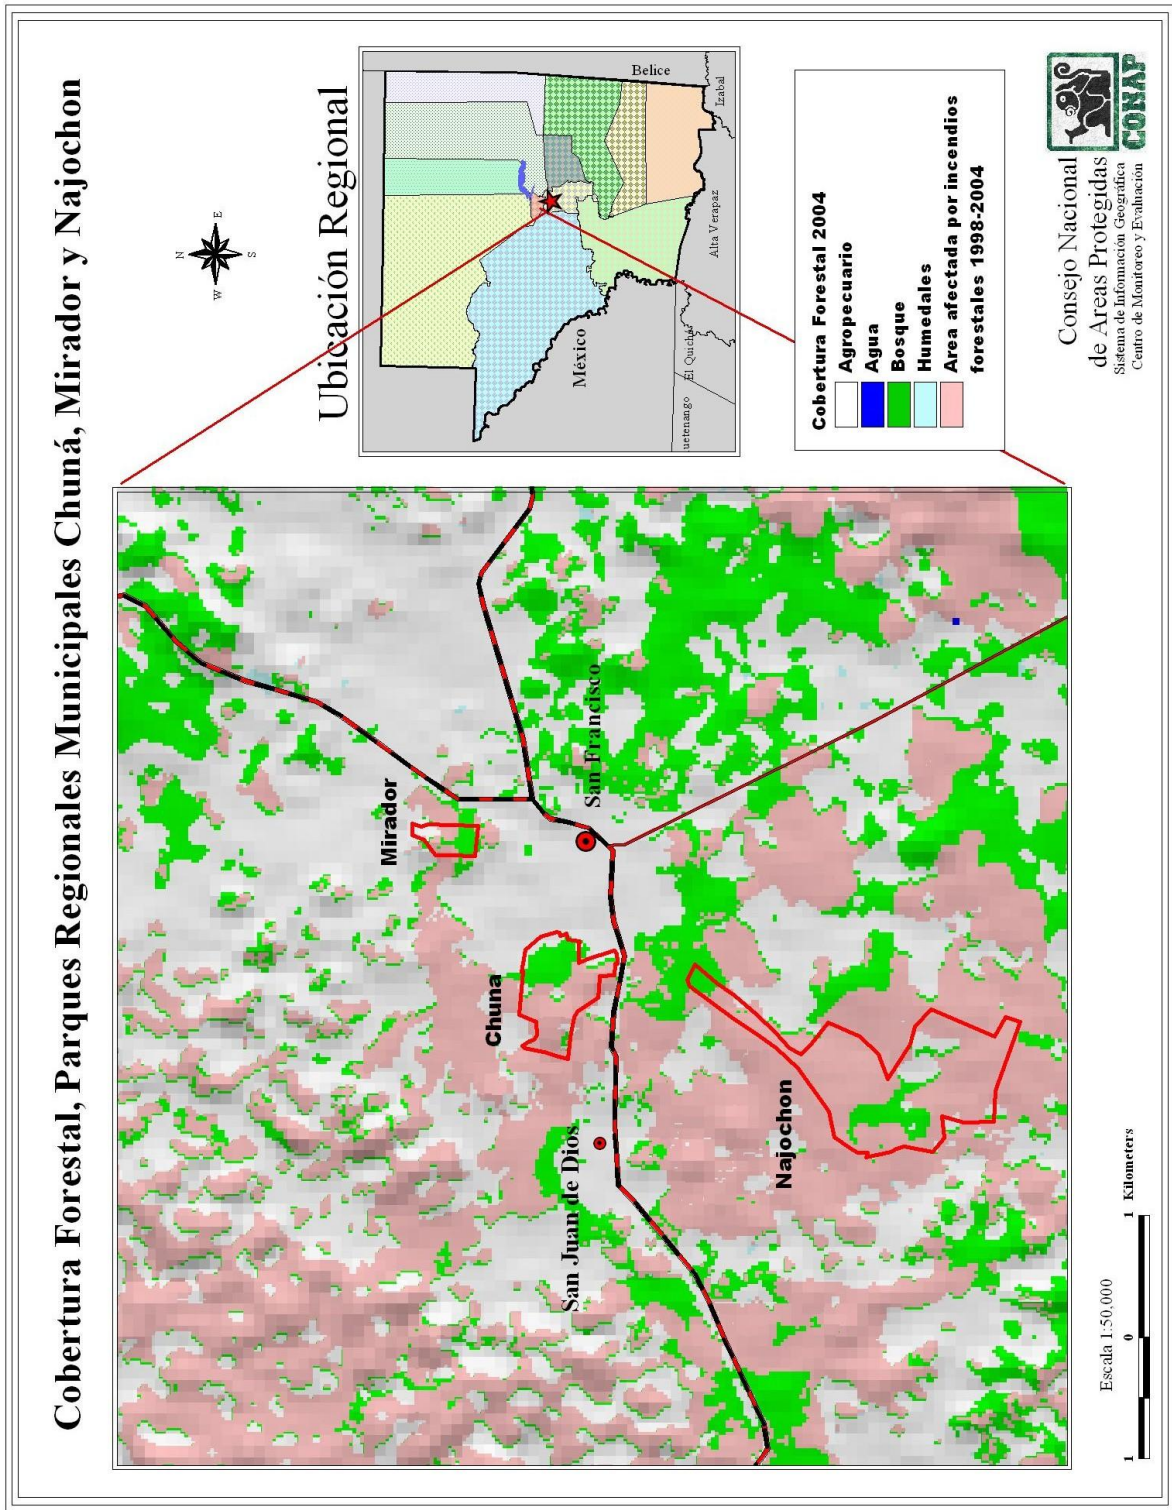 Cobertura Forestal, Parques Regionales Municipales Chuná, Mirador y Najochon
N
W
E
S
Ubicación Regional
Belice
Izabal
Alta Verapaz
México
El Quiché
uetenango
Cobertura Forestal 2004
Agropecuario
Agua
Bosque
Humedales
Area afectada por incendios
forestales 1998-2004
Consejo Nacional
de Areas Protegidas
Sistema de Información Geográfica
Centro de Monitoreo y Evaluación
CONAP
Mirador
San Francisco
Chuna
San Juan de Dios
Najochon
Escala 1:50,000
1 0 1 Kilometers